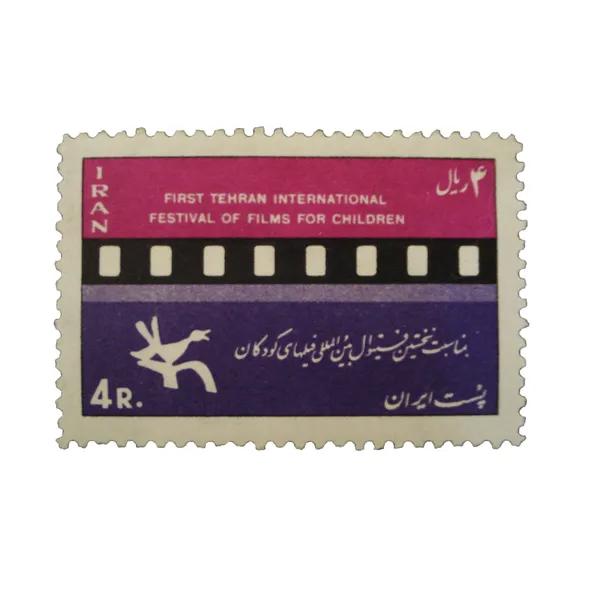 IRAN
۴ ریال
FIRST TEHRAN INTERNATIONAL
FESTIVAL OF FILMS FOR CHILDREN
بمناسبت نخستین فستیوال بین‌المللی فیلمهای کودکان
4R.
پست ایران